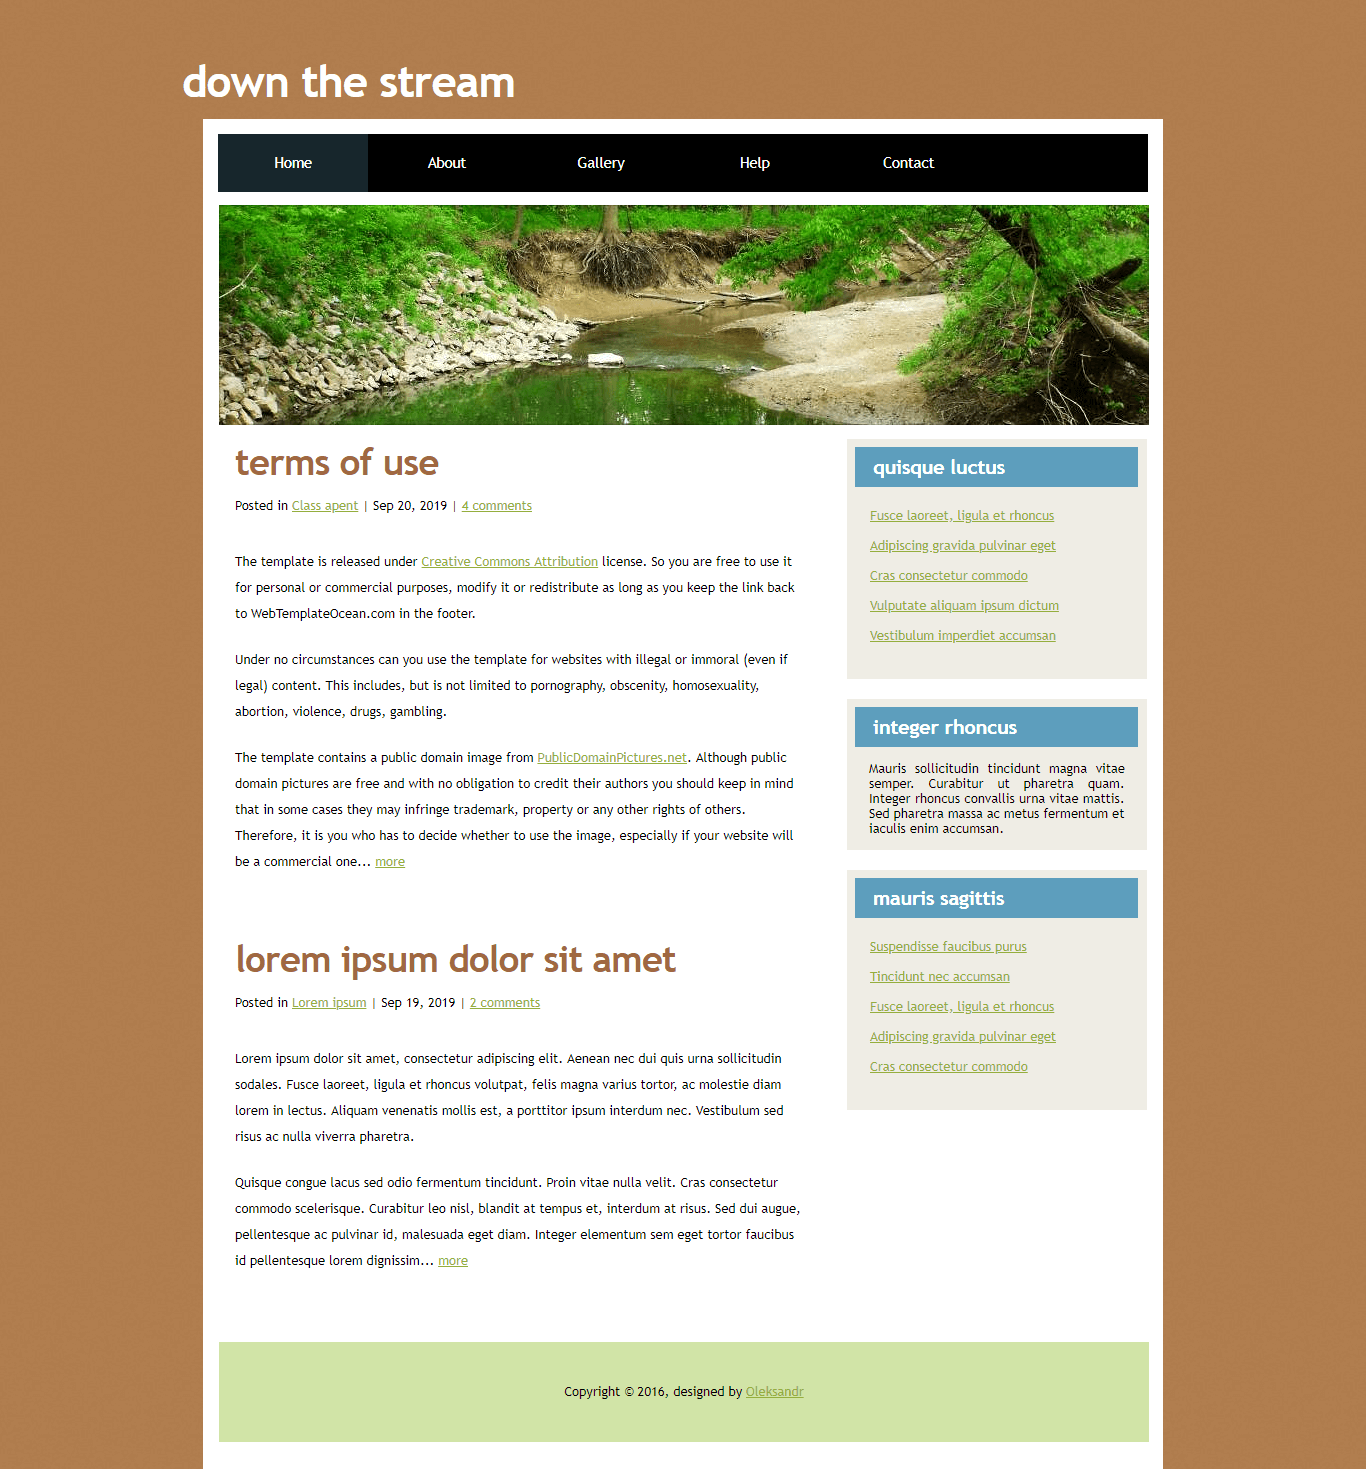 down the stream
Home
About
Gallery
Help
Contact
terms of use
Posted in Class apent | Sep 20, 2019 | 4 comments
The template is released under Creative Commons Attribution license. So you are free to use it
for personal or commercial purposes, modify it or redistribute as long as you keep the link back
to WebTemplateOcean.com in the footer.
Under no circumstances can you use the template for websites with illegal or immoral (even if
legal) content. This includes, but is not limited to pornography, obscenity, homosexuality,
abortion, violence, drugs, gambling.
The template contains a public domain image from PublicDomainPictures.net. Although public
domain pictures are free and with no obligation to credit their authors you should keep in mind
that in some cases they may infringe trademark, property or any other rights of others.
Therefore, it is you who has to decide whether to use the image, especially if your website will
be a commercial one... more
lorem ipsum dolor sit amet
Posted in Lorem ipsum | Sep 19, 2019 | 2 comments
Lorem ipsum dolor sit amet, consectetur adipiscing elit. Aenean nec dui quis urna sollicitudin
sodales. Fusce laoreet, ligula et rhoncus volutpat, felis magna varius tortor, ac molestie diam
lorem in lectus. Aliquam venenatis mollis est, a porttitor ipsum interdum nec. Vestibulum sed
risus ac nulla viverra pharetra.
Quisque congue lacus sed odio fermentum tincidunt. Proin vitae nulla velit. Cras consectetur
commodo scelerisque. Curabitur leo nisl, blandit at tempus et, interdum at risus. Sed dui augue,
pellentesque ac pulvinar id, malesuada eget diam. Integer elementum sem eget tortor faucibus
id pellentesque lorem dignissim... more
quisque luctus
Fusce laoreet, ligula et rhoncus
Adipiscing gravida pulvinar eget
Cras consectetur commodo
Vulputate aliquam ipsum dictum
Vestibulum imperdiet accumsan
integer rhoncus
Mauris sollicitudin tincidunt magna vitae
semper. Curabitur ut pharetra quam.
Integer rhoncus convallis urna vitae mattis.
Sed pharetra massa ac metus fermentum et
iaculis enim accumsan.
mauris sagittis
Suspendisse faucibus purus
Tincidunt nec accumsan
Fusce laoreet, ligula et rhoncus
Adipiscing gravida pulvinar eget
Cras consectetur commodo
Copyright © 2016, designed by Oleksandr